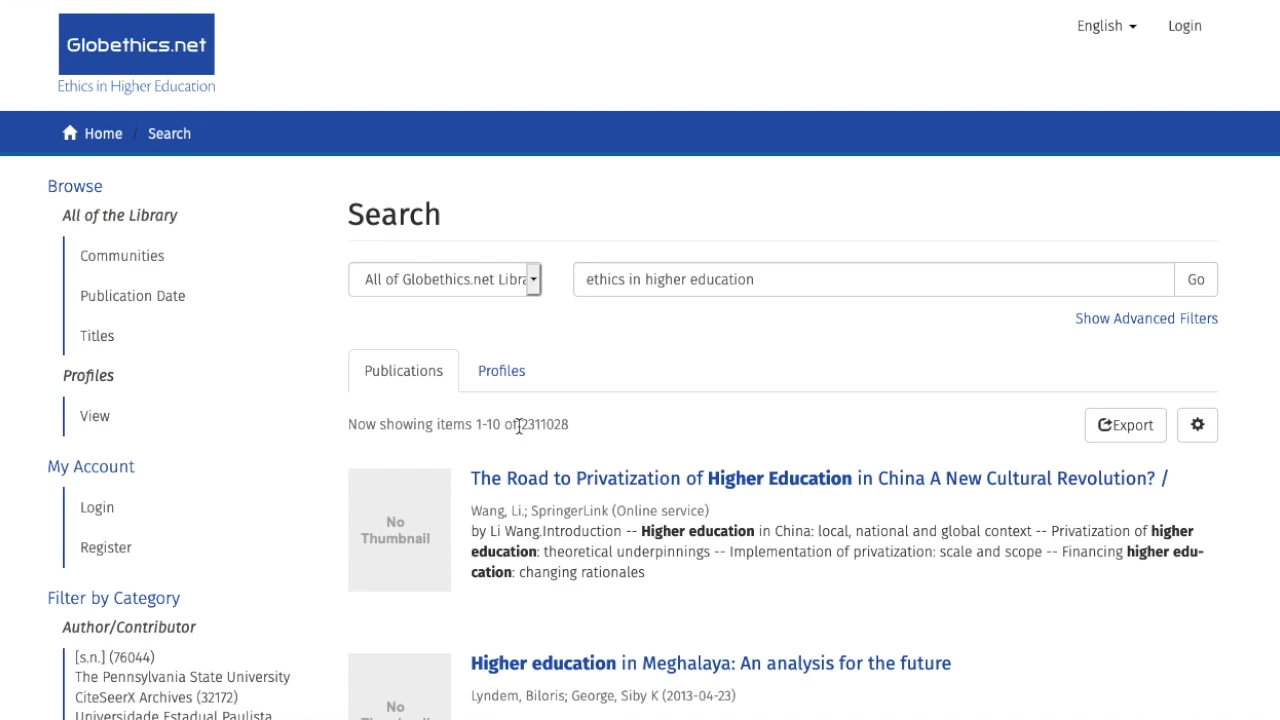 Globethics.net
Ethics in Higher Education
English
Login
Home / Search
Browse
All of the Library
Communities
Publication Date
Titles
Profiles
View
My Account
Login
Register
Filter by Category
Author/Contributor
[s.n.] (76044)
The Pennsylvania State University
CiteSeerX Archives (32172)
Universidade Estadual Paulista
Search
All of Globethics.net Libra
ethics in higher education
Go
Show Advanced Filters
Publications
Profiles
Now showing items 1-10 of 2311028
Export
No
Thumbnail
The Road to Privatization of Higher Education in China A New Cultural Revolution? /
Wang, Li.; SpringerLink (Online service)
by Li Wang.Introduction -- Higher education in China: local, national and global context -- Privatization of higher
education: theoretical underpinnings -- Implementation of privatization: scale and scope -- Financing higher edu-
cation: changing rationales
No
Thumbnail
Higher education in Meghalaya: An analysis for the future
Lyndem, Biloris; George, Siby K (2013-04-23)